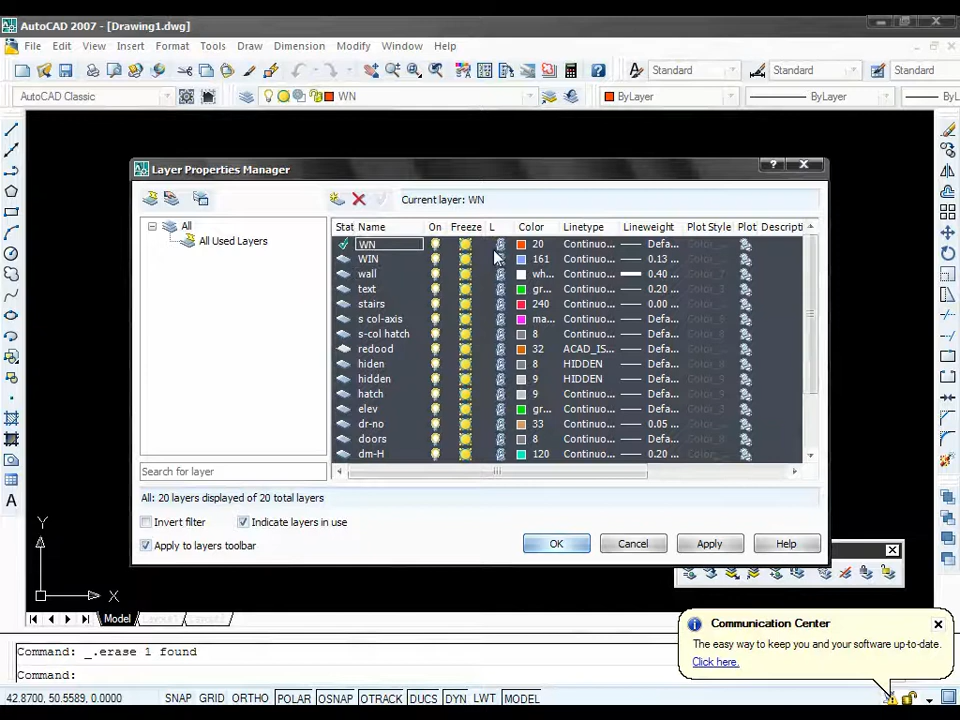 AutoCAD 2007 - [Drawing1.dwg]
File Edit View Insert Format Tools Draw Dimension Modify Window Help
Standard Standard Standard
AutoCAD Classic WN ByLayer ByLayer ByL
Layer Properties Manager
Current layer: WN
All
All Used Layers
Stat Name On Freeze L Color Linetype Lineweight Plot Style Plot Descripti
WN 20 Continuo... Defa...
WIN 161 Continuo... 0.13 ...
wall wh... Continuo... 0.40 ...
text gr... Continuo... 0.20 ...
stairs 240 Continuo... 0.00 ...
s col-axis ma... Continuo... Defa...
s-col hatch 8 Continuo... Defa...
redood 32 ACAD_IS... Defa...
hiden 8 HIDDEN Defa...
hidden 9 HIDDEN Defa...
hatch 9 Continuo... Defa...
elev gr... Continuo... Defa...
dr-no 33 Continuo... 0.05 ...
doors 8 Continuo... Defa...
dm-H 120 Continuo... 0.20 ...
Search for layer
All: 20 layers displayed of 20 total layers
Invert filter Indicate layers in use
Apply to layers toolbar
OK Cancel Apply Help
Y
X
Model
Communication Center
The easy way to keep you and your software up-to-date.
Click here.
Command: _.erase 1 found
Command:
42.8700, 50.5589, 0.0000 SNAP GRID ORTHO POLAR OSNAP OTRACK DUCS DYN LWT MODEL